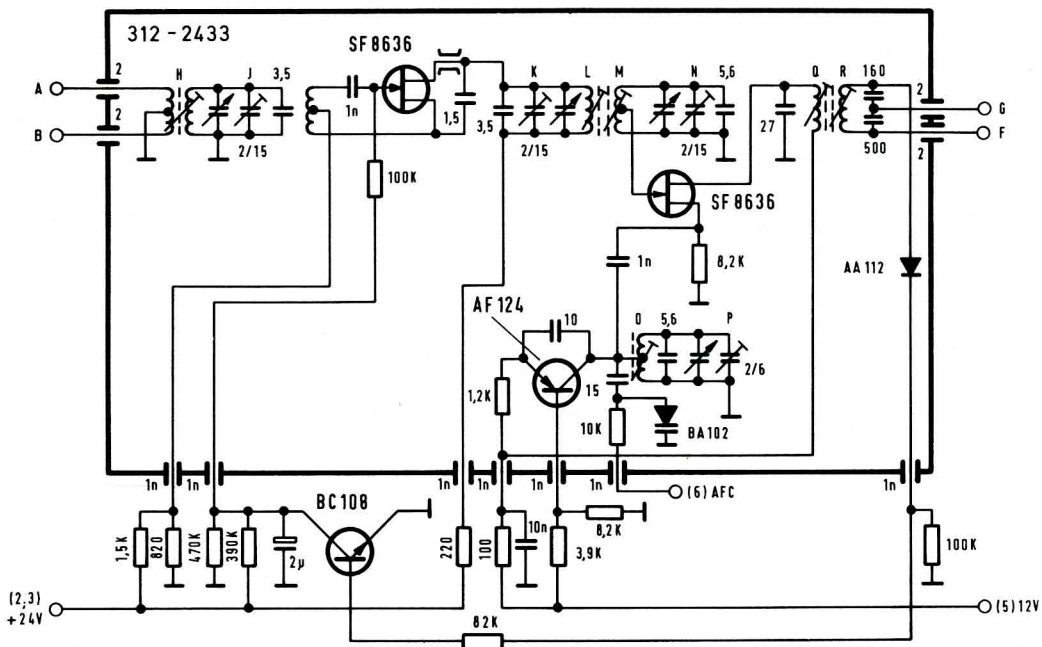 312-2433
SF 8636
2
H
J
3,5
K
L
M
N
5,6
Q
R
160
2
A
1n
G
2
B
1,5
3,5
27
F
2/15
2/15
2/15
500
2
100K
SF 8636
1n
8,2K
AA 112
AF 124
10
O
5,6
P
15
2/6
1,2K
10K
BA 102
1n
1n
1n
1n
1n
1n
1n
(6) AFC
BC108
10n
8,2K
1,5K
820
470K
390K
2µ
220
100
3,9K
100K
(2,3)
+24V
(5)12V
82K